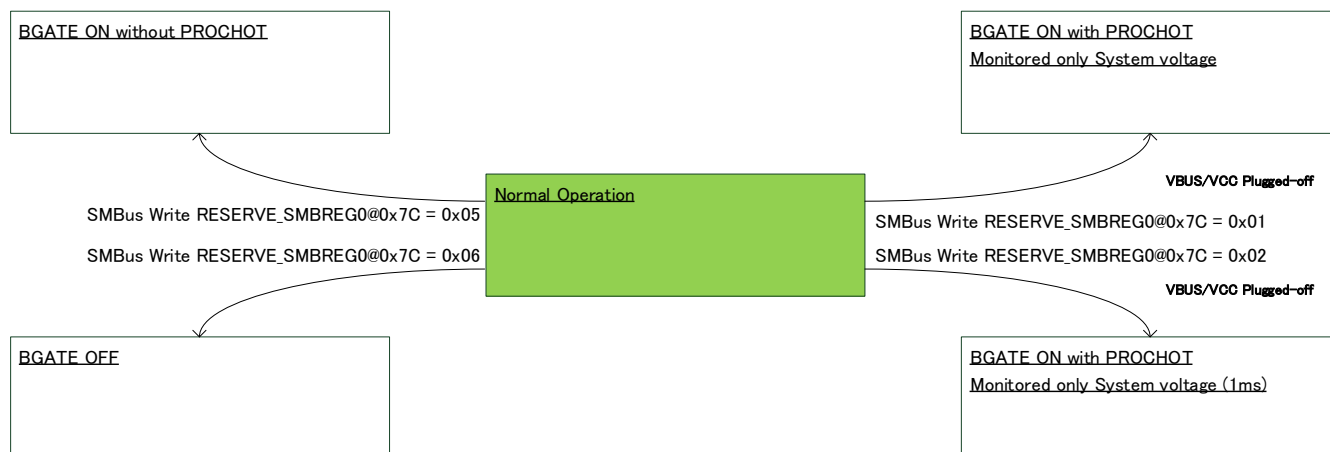 BGATE ON without PROCHOT
BGATE ON with PROCHOT
Monitored only System voltage
VBUS/VCC Plugged-off
Normal Operation
SMBus Write RESERVE_SMBREG0@0x7C = 0x05
SMBus Write RESERVE_SMBREG0@0x7C = 0x01
SMBus Write RESERVE_SMBREG0@0x7C = 0x06
SMBus Write RESERVE_SMBREG0@0x7C = 0x02
VBUS/VCC Plugged-off
BGATE OFF
BGATE ON with PROCHOT
Monitored only System voltage (1ms)